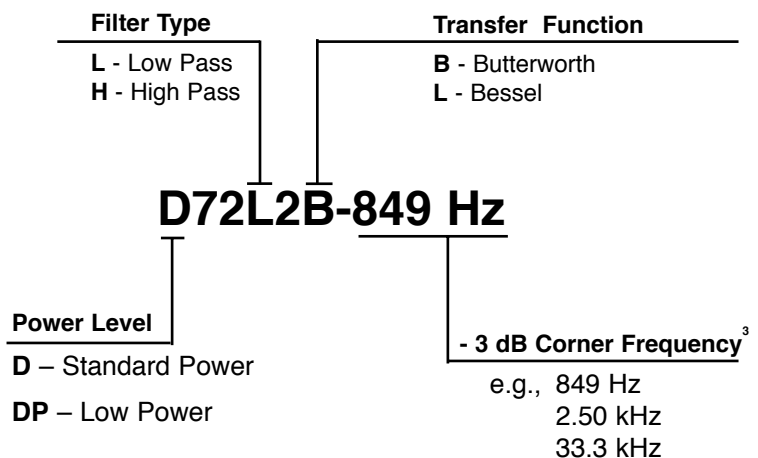 Filter Type
L - Low Pass
H - High Pass
Transfer Function
B - Butterworth
L - Bessel
D72L2B-849 Hz
Power Level
D – Standard Power
DP – Low Power
- 3 dB Corner Frequency³
e.g., 849 Hz
2.50 kHz
33.3 kHz